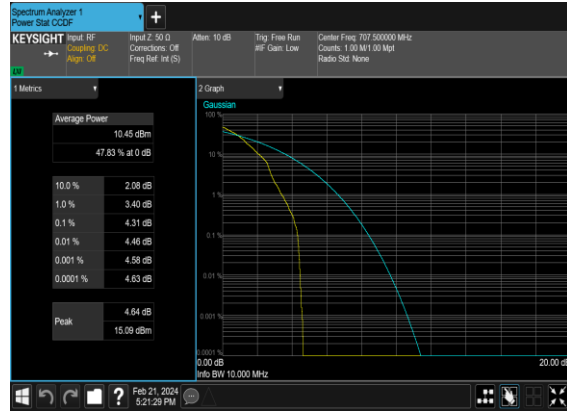 Spectrum Analyzer 1
Power Stat CCDF
KEYSIGHT
Input: RF
Coupling: DC
Align: Off
Input Z: 50 Ω
Corrections: Off
Freq Ref: Int (S)
Atten: 10 dB
Trig: Free Run
#IF Gain: Low
Center Freq: 707.500000 MHz
Counts: 1.00 M/1.00 Mpt
Radio Std: None
1 Metrics
Average Power
10.45 dBm
47.83 % at 0 dB
10.0 % 2.08 dB
1.0 % 3.40 dB
0.1 % 4.31 dB
0.01 % 4.46 dB
0.001 % 4.58 dB
0.0001 % 4.63 dB
Peak
4.64 dB
15.09 dBm
2 Graph
Gaussian
100 %
10 %
1 %
0.1 %
0.01 %
0.001 %
0.0001 %
0.00 dB
20.00 dB
Info BW 10.000 MHz
Feb 21, 2024
5:21:29 PM